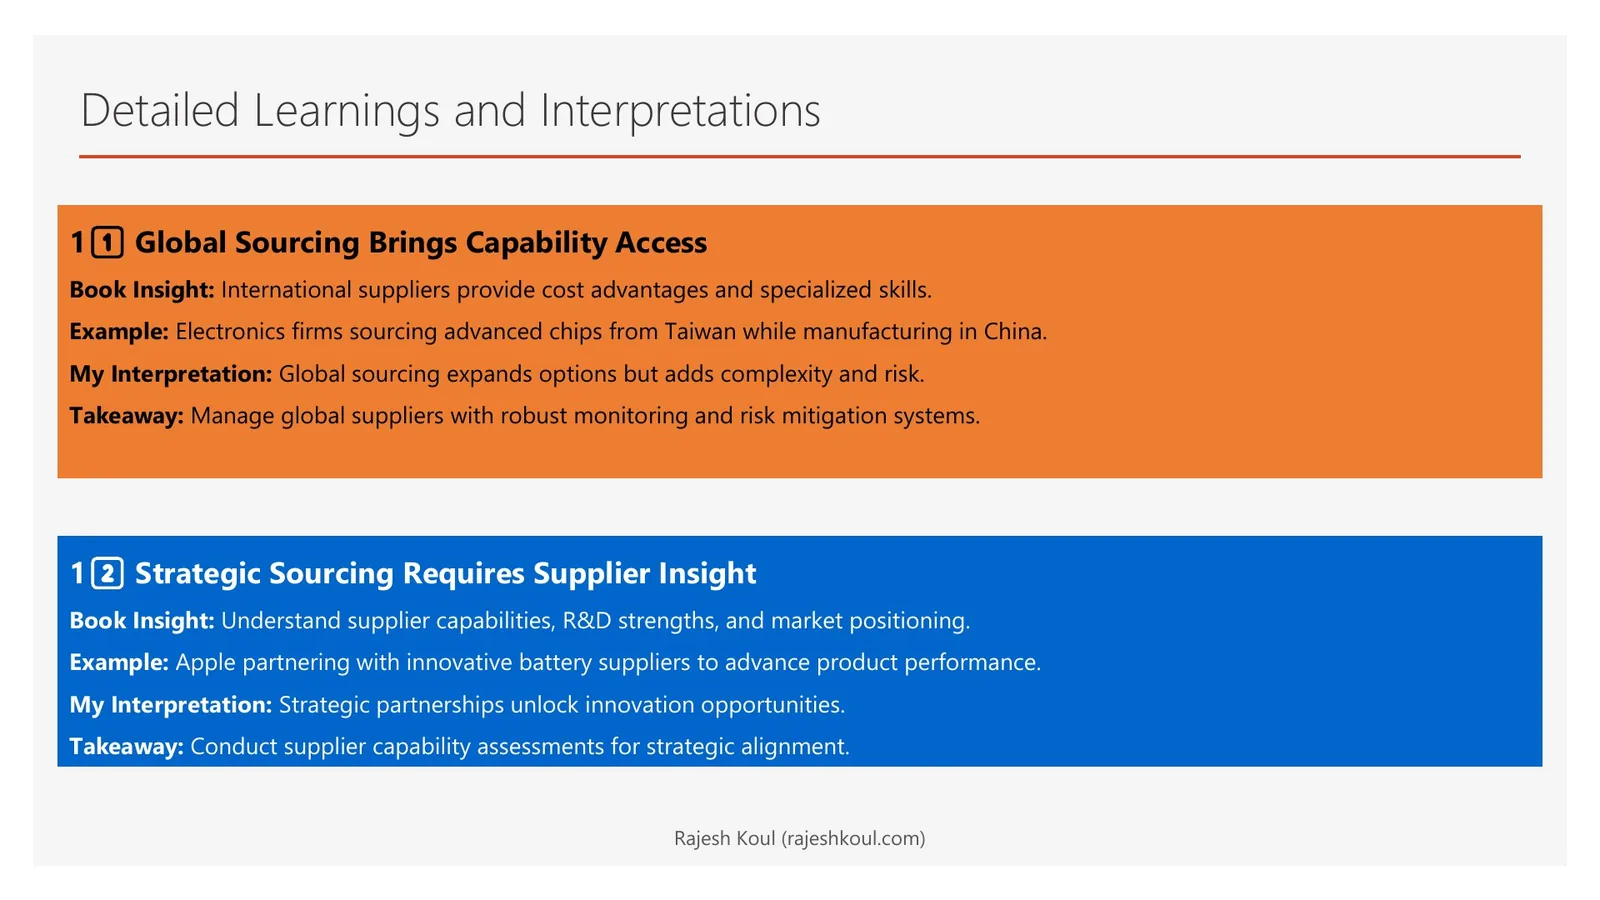 Detailed Learnings and Interpretations
11️⃣ Global Sourcing Brings Capability Access
Book Insight: International suppliers provide cost advantages and specialized skills.
Example: Electronics firms sourcing advanced chips from Taiwan while manufacturing in China.
My Interpretation: Global sourcing expands options but adds complexity and risk.
Takeaway: Manage global suppliers with robust monitoring and risk mitigation systems.
12️⃣ Strategic Sourcing Requires Supplier Insight
Book Insight: Understand supplier capabilities, R&D strengths, and market positioning.
Example: Apple partnering with innovative battery suppliers to advance product performance.
My Interpretation: Strategic partnerships unlock innovation opportunities.
Takeaway: Conduct supplier capability assessments for strategic alignment.
Rajesh Koul (rajeshkoul.com)